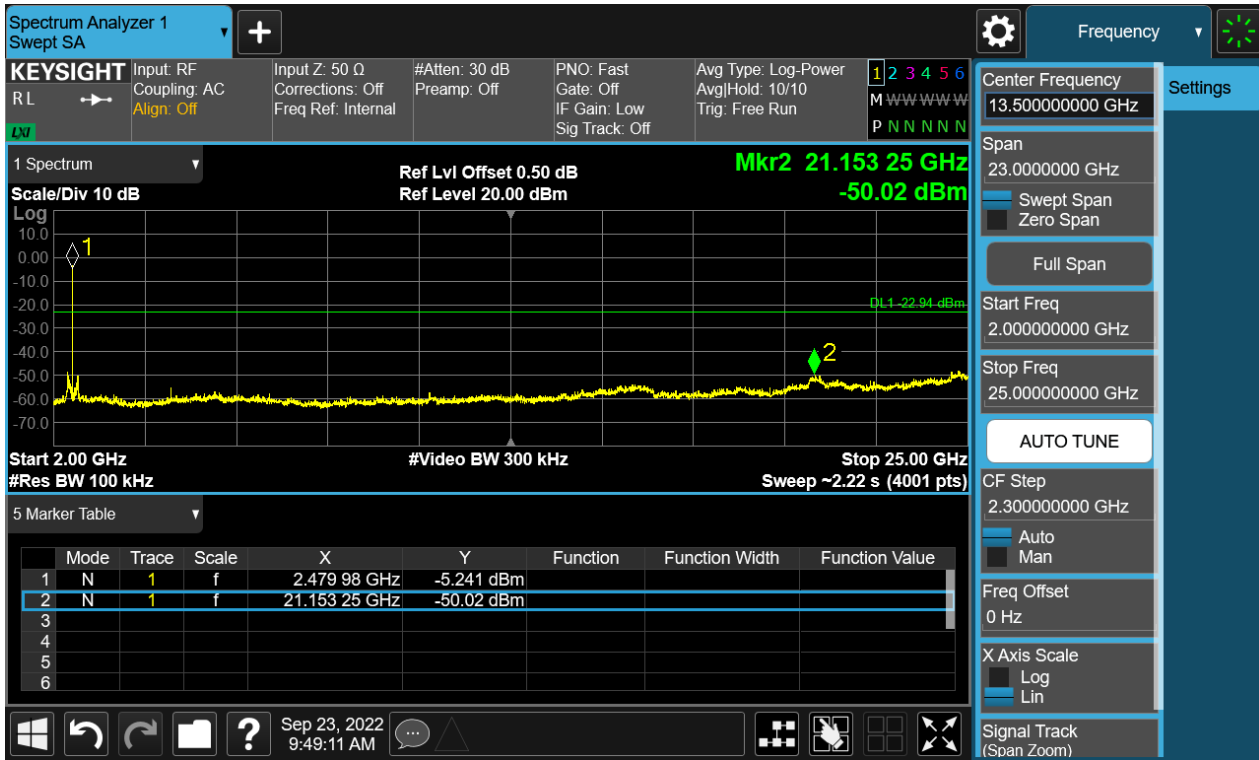 Spectrum Analyzer 1
Swept SA
+
Frequency
KEYSIGHT
R L
LXI
Input: RF
Coupling: AC
Align: Off
Input Z: 50 Ω
Corrections: Off
Freq Ref: Internal
#Atten: 30 dB
Preamp: Off
PNO: Fast
Gate: Off
IF Gain: Low
Sig Track: Off
Avg Type: Log-Power
Avg|Hold: 10/10
Trig: Free Run
1 2 3 4 5 6
M W W W W W
P N N N N N
1 Spectrum
Scale/Div 10 dB
Ref Lvl Offset 0.50 dB
Ref Level 20.00 dBm
Mkr2 21.153 25 GHz
-50.02 dBm
Log
10.0
0.00
-10.0
-20.0
-30.0
-40.0
-50.0
-60.0
-70.0
1
DL1 -22.94 dBm
2
Start 2.00 GHz
#Res BW 100 kHz
#Video BW 300 kHz
Stop 25.00 GHz
Sweep ~2.22 s (4001 pts)
5 Marker Table
Mode Trace Scale X Y Function Function Width Function Value
1 N 1 f 2.479 98 GHz -5.241 dBm
2 N 1 f 21.153 25 GHz -50.02 dBm
3
4
5
6
?
Sep 23, 2022
9:49:11 AM
Center Frequency
13.500000000 GHz
Settings
Span
23.0000000 GHz
Swept Span
Zero Span
Full Span
Start Freq
2.000000000 GHz
Stop Freq
25.000000000 GHz
AUTO TUNE
CF Step
2.300000000 GHz
Auto
Man
Freq Offset
0 Hz
X Axis Scale
Log
Lin
Signal Track
(Span Zoom)